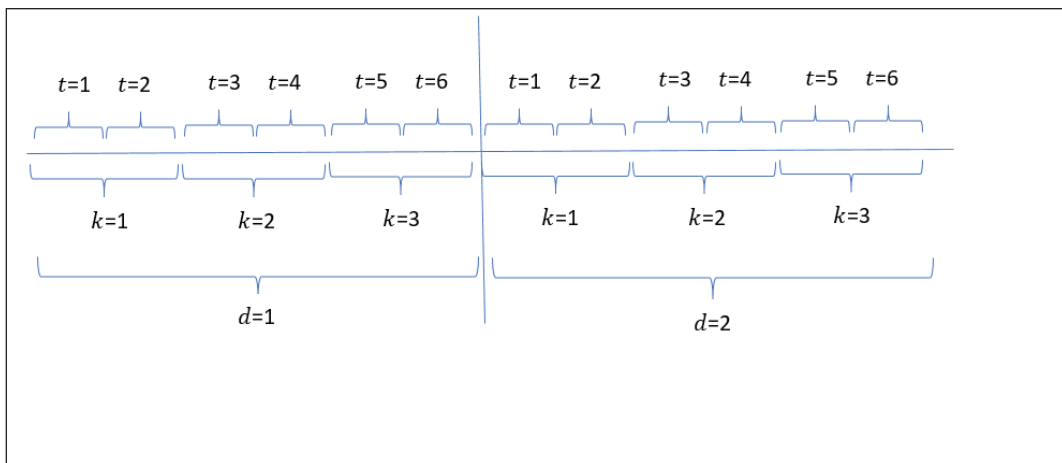 t=1 t=2 t=3 t=4 t=5 t=6 t=1 t=2 t=3 t=4 t=5 t=6
k=1 k=2 k=3 k=1 k=2 k=3
d=1 d=2